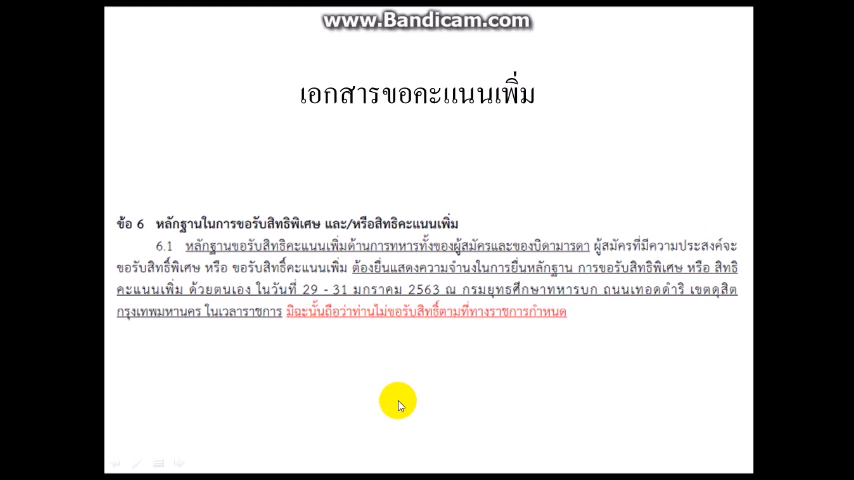 www.Bandicam.com
เอกสารขอคะแนนเพิ่ม
ข้อ 6 หลักฐานในการขอรับสิทธิพิเศษ และ/หรือสิทธิคะแนนเพิ่ม
6.1 หลักฐานขอรับสิทธิคะแนนเพิ่มด้านการทหารทั้งของผู้สมัครและของบิดามารดา ผู้สมัครที่มีความประสงค์จะ
ขอรับสิทธิ์พิเศษ หรือ ขอรับสิทธิ์คะแนนเพิ่ม ต้องยื่นแสดงความจำนงในการยื่นหลักฐาน การขอรับสิทธิพิเศษ หรือ สิทธิ
คะแนนเพิ่ม ด้วยตนเอง ในวันที่ 29 - 31 มกราคม 2563 ณ กรมยุทธศึกษาทหารบก ถนนเทอดดำริ เขตดุสิต
กรุงเทพมหานคร ในเวลาราชการ มิฉะนั้นถือว่าท่านไม่ขอรับสิทธิ์ตามที่ทางราชการกำหนด